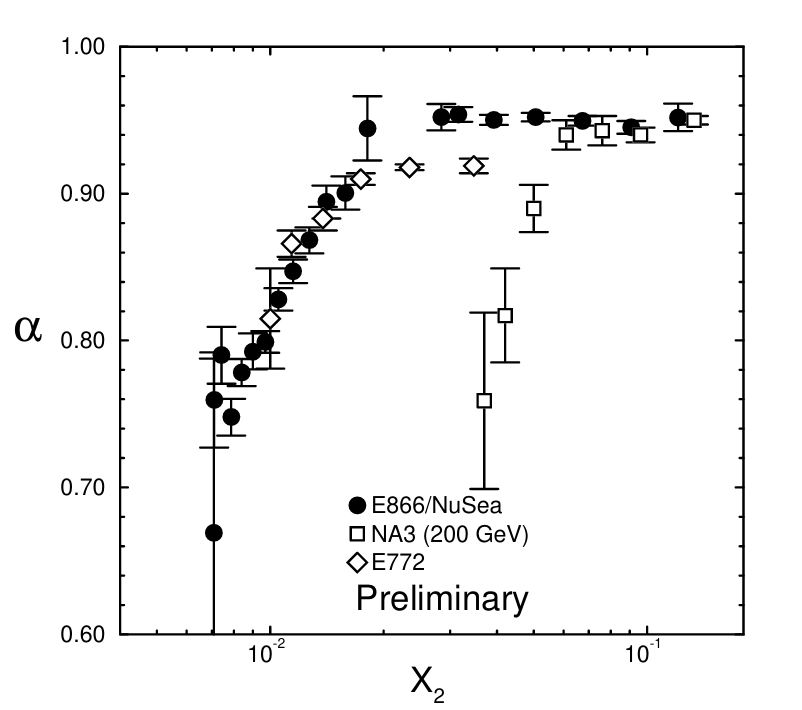 1.00
0.90
0.80
0.70
0.60
α
E866/NuSea
NA3 (200 GeV)
E772
Preliminary
10-2
10-1
X2